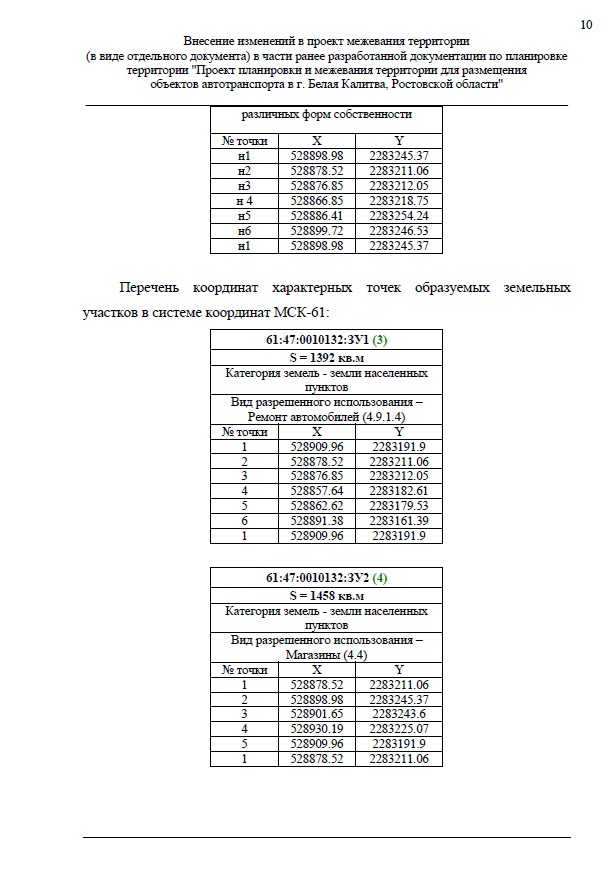 10
Внесение изменений в проект межевания территории
(в виде отдельного документа) в части ранее разработанной документации по планировке
территории "Проект планировки и межевания территории для размещения
объектов автотранспорта в г. Белая Калитва, Ростовской области"
различных форм собственности
№ точки X Y
н1 528898.98 2283245.37
н2 528878.52 2283211.06
н3 528876.85 2283212.05
н 4 528866.85 2283218.75
н5 528886.41 2283254.24
н6 528899.72 2283246.53
н1 528898.98 2283245.37
Перечень координат характерных точек образуемых земельных
участков в системе координат МСК-61:
61:47:0010132:ЗУ1 (3)
S = 1392 кв.м
Категория земель - земли населенных
пунктов
Вид разрешенного использования –
Ремонт автомобилей (4.9.1.4)
№ точки X Y
1 528909.96 2283191.9
2 528878.52 2283211.06
3 528876.85 2283212.05
4 528857.64 2283182.61
5 528862.62 2283179.53
6 528891.38 2283161.39
1 528909.96 2283191.9
61:47:0010132:ЗУ2 (4)
S = 1458 кв.м
Категория земель - земли населенных
пунктов
Вид разрешенного использования –
Магазины (4.4)
№ точки X Y
1 528878.52 2283211.06
2 528898.98 2283245.37
3 528901.65 2283243.6
4 528930.19 2283225.07
5 528909.96 2283191.9
1 528878.52 2283211.06